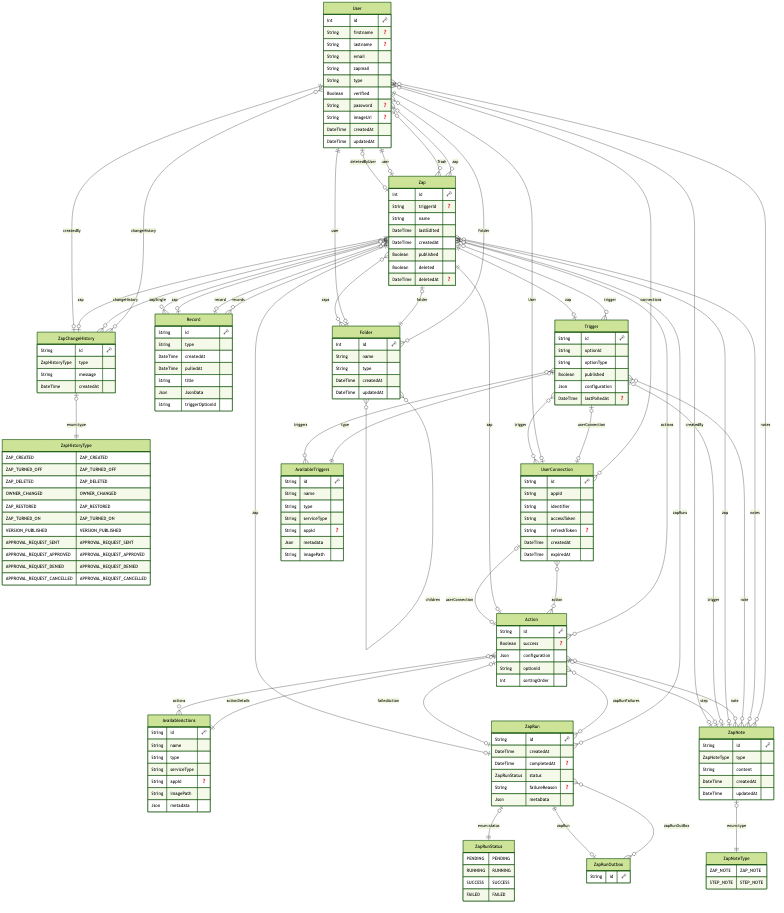 User
Int id
String firstname ?
String lastname ?
String email
String zapmail
String type
Boolean verified
String password ?
String imageUrl ?
DateTime createdAt
DateTime updatedAt
deletedByUser
user
from
zap
Zap
Int id
String triggerId ?
String name
DateTime lastEdited
DateTime createdAt
Boolean published
Boolean deleted
DateTime deletedAt ?
createdBy
changeHistory
user
folder
zap
changeHistory
zapSingle
zap
record
records
zaps
folder
User
zap
trigger
connections
ZapChangeHistory
String id
ZapHistoryType type
String message
DateTime createdAt
Record
String id
String type
DateTime createdAt
DateTime pulledAt
String title
Json JsonData
String triggerOptionId
Folder
Int id
String name
String type
DateTime createdAt
DateTime updatedAt
Trigger
String id
String optionId
String optionType
Boolean published
Json configuration
DateTime lastPolledAt ?
enum:type
triggers
type
zap
trigger
userConnection
actions
createdBy
zap
notes
ZapHistoryType
ZAP_CREATED ZAP_CREATED
ZAP_TURNED_OFF ZAP_TURNED_OFF
ZAP_DELETED ZAP_DELETED
OWNER_CHANGED OWNER_CHANGED
ZAP_RESTORED ZAP_RESTORED
ZAP_TURNED_ON ZAP_TURNED_ON
VERSION_PUBLISHED VERSION_PUBLISHED
APPROVAL_REQUEST_SENT APPROVAL_REQUEST_SENT
APPROVAL_REQUEST_APPROVED APPROVAL_REQUEST_APPROVED
APPROVAL_REQUEST_DENIED APPROVAL_REQUEST_DENIED
APPROVAL_REQUEST_CANCELLED APPROVAL_REQUEST_CANCELLED
AvailableTriggers
String id
String name
String type
String serviceType
String appId ?
Json metadata
String imagePath
UserConnection
String id
String appId
String identifier
String accessToken
String refreshToken ?
DateTime createdAt
DateTime expiredAt
zap
zapRuns
notes
children
userConnection
action
trigger
note
Action
String id
Boolean success ?
Json configuration
String optionId
Int sortingOrder
actions
actionDetails
failedAction
zapRunFailures
step
note
AvailableActions
String id
String name
String type
String serviceType
String appId ?
String imagePath
Json metadata
ZapRun
String id
DateTime createdAt
DateTime completedAt ?
ZapRunStatus status
String failureReason ?
Json metaData
ZapNote
String id
ZapNoteType type
String content
DateTime createdAt
DateTime updatedAt
enum:status
zapRun
zapRunOutBox
enum:type
ZapRunStatus
PENDING PENDING
RUNNING RUNNING
SUCCESS SUCCESS
FAILED FAILED
ZapRunOutbox
String id
ZapNoteType
ZAP_NOTE ZAP_NOTE
STEP_NOTE STEP_NOTE